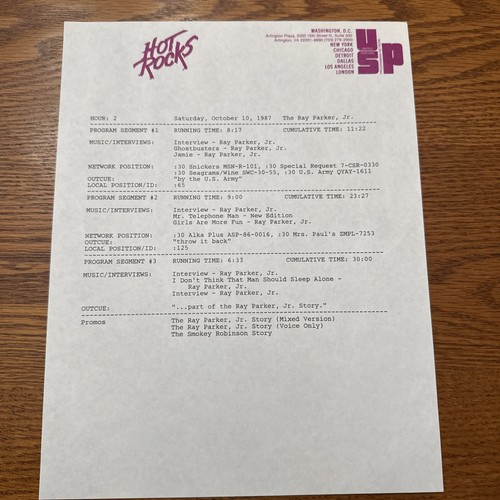 HOT ROCKS
WASHINGTON, D.C.
NEW YORK
CHICAGO
DETROIT
DALLAS
LOS ANGELES
LONDON
USP
HOUR: 2 Saturday, October 10, 1987 The Ray Parker, Jr.
PROGRAM SEGMENT #1 RUNNING TIME: 8:17 CUMULATIVE TIME: 11:22
MUSIC/INTERVIEWS: Interview - Ray Parker, Jr.
Ghostbusters - Ray Parker, Jr.
Jamie - Ray Parker, Jr.
NETWORK POSITION: :30 Snickers MSN-R-101, :30 Special Request 7-CSR-0330
:30 Seagrams/Wine SWC-30-55, :30 U.S. Army QYAY-1611
OUTCUE: "by the U.S. Army"
LOCAL POSITION/ID: :65
PROGRAM SEGMENT #2 RUNNING TIME: 9:00 CUMULATIVE TIME: 23:27
MUSIC/INTERVIEWS: Interview - Ray Parker, Jr.
Mr. Telephone Man - New Edition
Girls Are More Fun - Ray Parker, Jr.
NETWORK POSITION: :30 Alka Plus ASP-86-0016, :30 Mrs. Paul's EMPL-7253
OUTCUE: "throw it back"
LOCAL POSITION/ID: :125
PROGRAM SEGMENT #3 RUNNING TIME: 6:33 CUMULATIVE TIME: 30:00
MUSIC/INTERVIEWS: Interview - Ray Parker, Jr.
I Don't Think That Man Should Sleep Alone -
Ray Parker, Jr.
Interview - Ray Parker, Jr.
OUTCUE: "...part of the Ray Parker, Jr. Story."
Promos The Ray Parker, Jr. Story (Mixed Version)
The Ray Parker, Jr. Story (Voice Only)
The Smokey Robinson Story